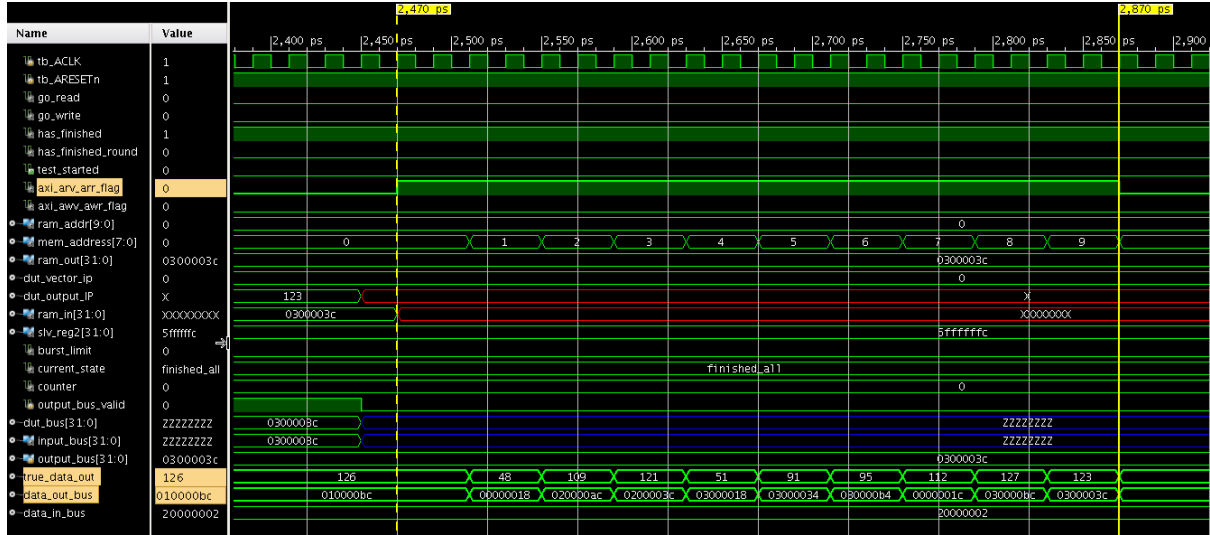 2,470 ps 2,870 ps
Name Value
2,400 ps 2,450 ps 2,500 ps 2,550 ps 2,600 ps 2,650 ps 2,700 ps 2,750 ps 2,800 ps 2,850 ps 2,900
tb_ACLK 1
tb_ARESETn 1
go_read 0
go_write 0
has_finished 1
has_finished_round 0
test_started 0
axi_arv_arr_flag 0
axi_awv_awr_flag 0
ram_addr[9:0] 0 0
mem_address[7:0] 0 0 1 2 3 4 5 6 7 8 9
ram_out[31:0] 0300003c 0300003c
dut_vector_ip 0 0
dut_output_IP X 123 X
ram_in[31:0] XXXXXXXX 0300003c XXXXXXXX
slv_reg2[31:0] 5ffffffc 5ffffffc
burst_limit 0
current_state finished_all finished_all
counter 0 0
output_bus_valid 0
dut_bus[31:0] ZZZZZZZZ 0300003c ZZZZZZZZ
input_bus[31:0] ZZZZZZZZ 0300003c ZZZZZZZZ
output_bus[31:0] 0300003c 0300003c
true_data_out 126 126 48 109 121 51 91 95 112 127 123
data_out_bus 010000bc 010000bc 00000018 020000ac 0200003c 03000018 03000034 030000b4 0000001c 030000bc 0300003c
data_in_bus 20000002 20000002